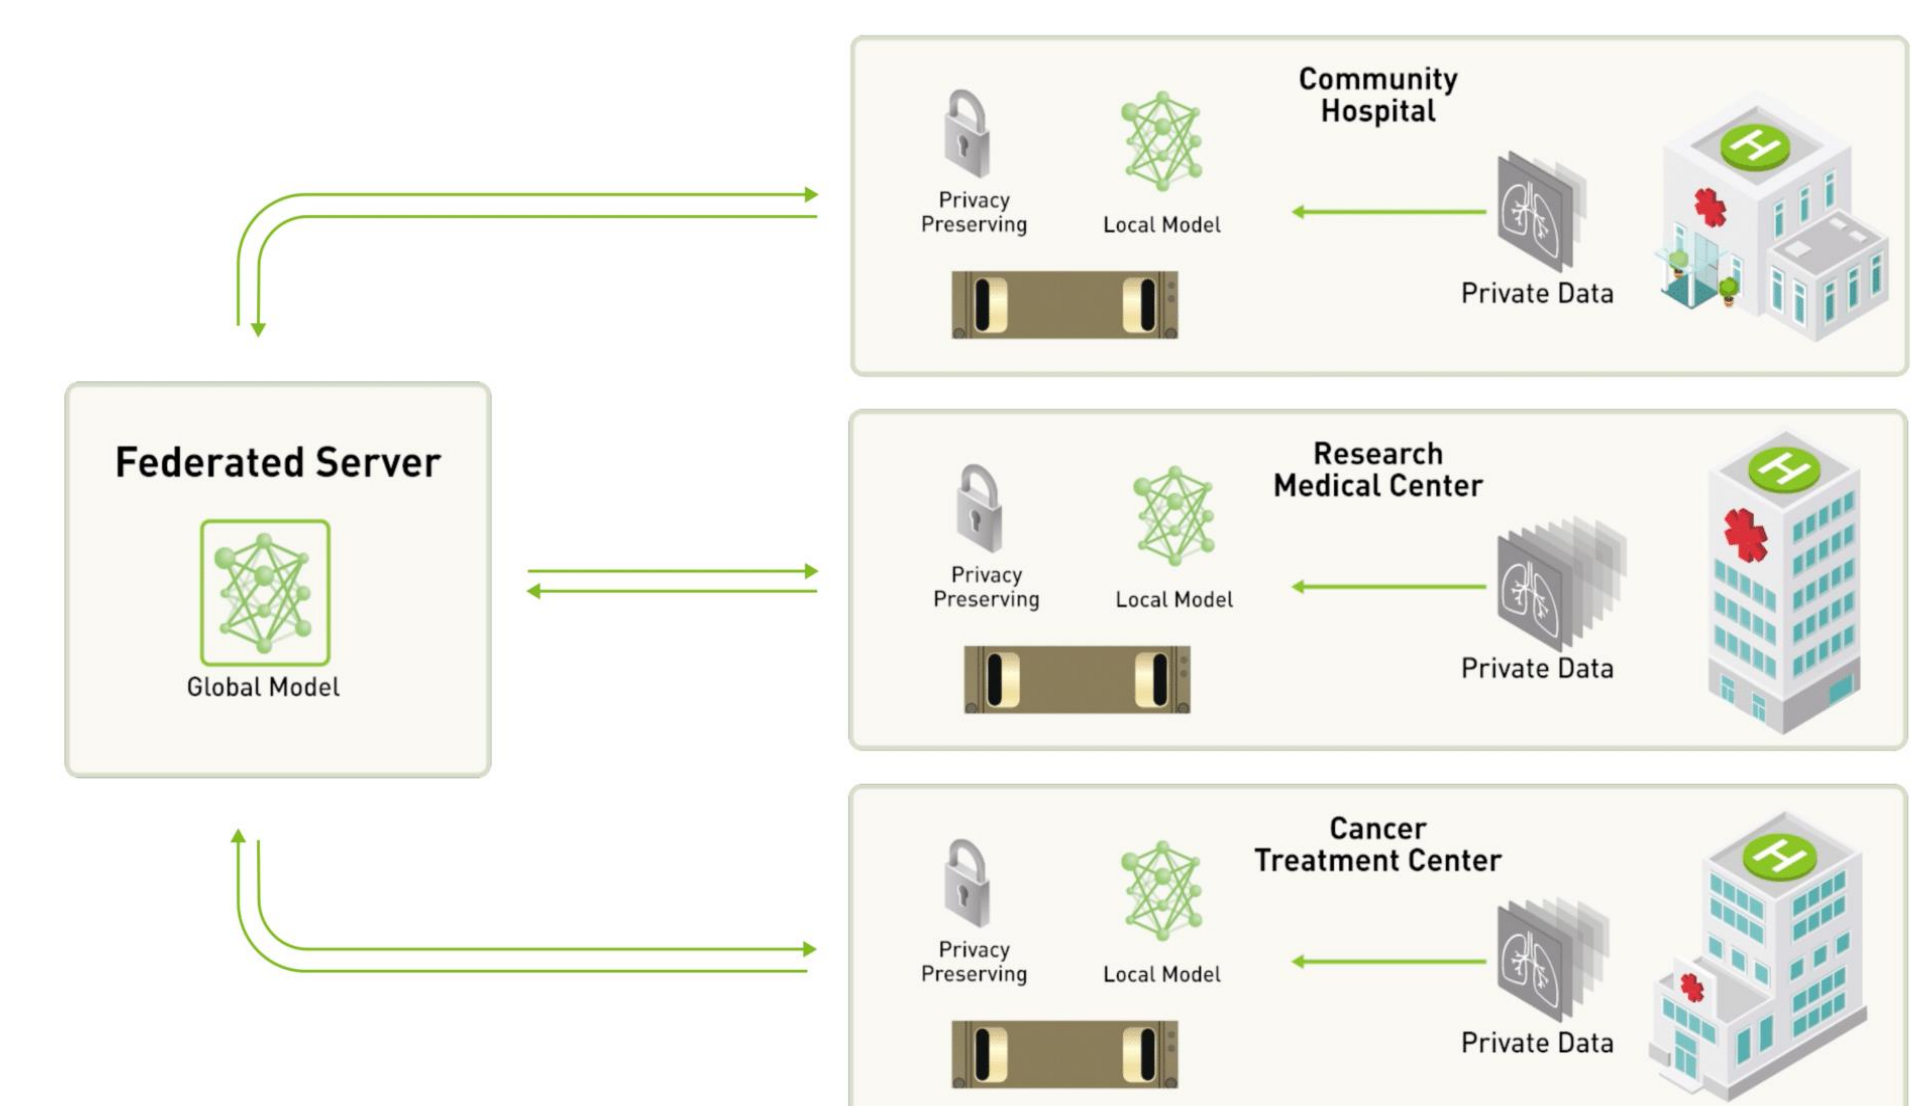 Federated Server
Global Model
Community
Hospital
Privacy
Preserving
Local Model
Private Data
H
Research
Medical Center
Privacy
Preserving
Local Model
Private Data
H
Cancer
Treatment Center
Privacy
Preserving
Local Model
Private Data
H